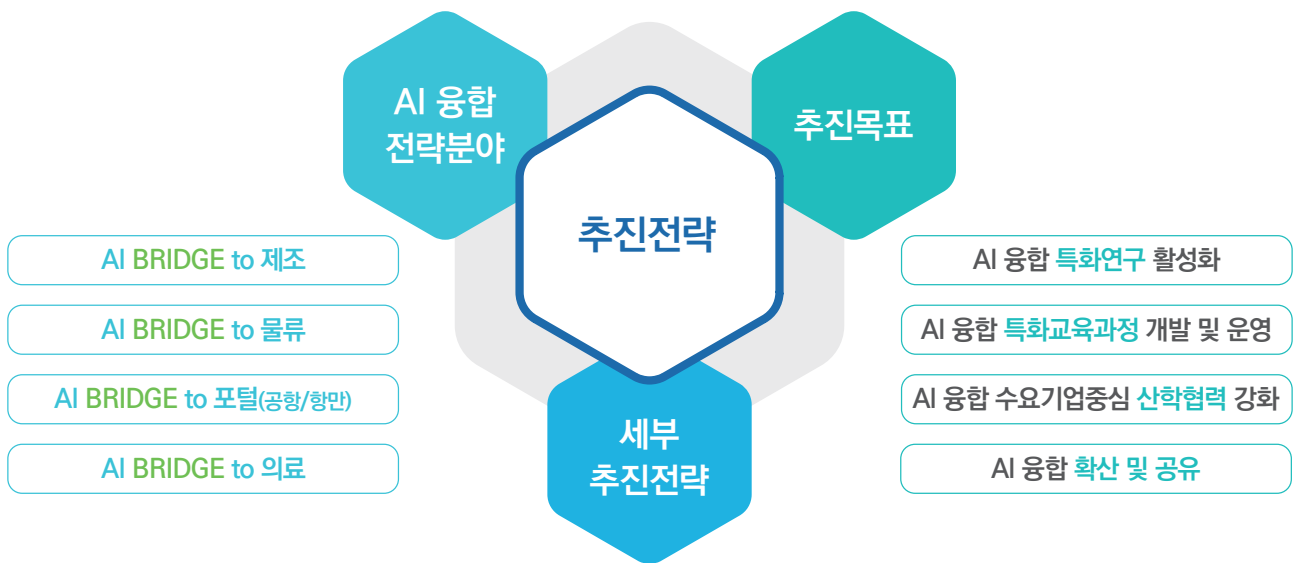 AI 융합
전략분야
추진목표
추진전략
세부
추진전략
AI BRIDGE to 제조
AI BRIDGE to 물류
AI BRIDGE to 포털(공항/항만)
AI BRIDGE to 의료
AI 융합 특화연구 활성화
AI 융합 특화교육과정 개발 및 운영
AI 융합 수요기업중심 산학협력 강화
AI 융합 확산 및 공유